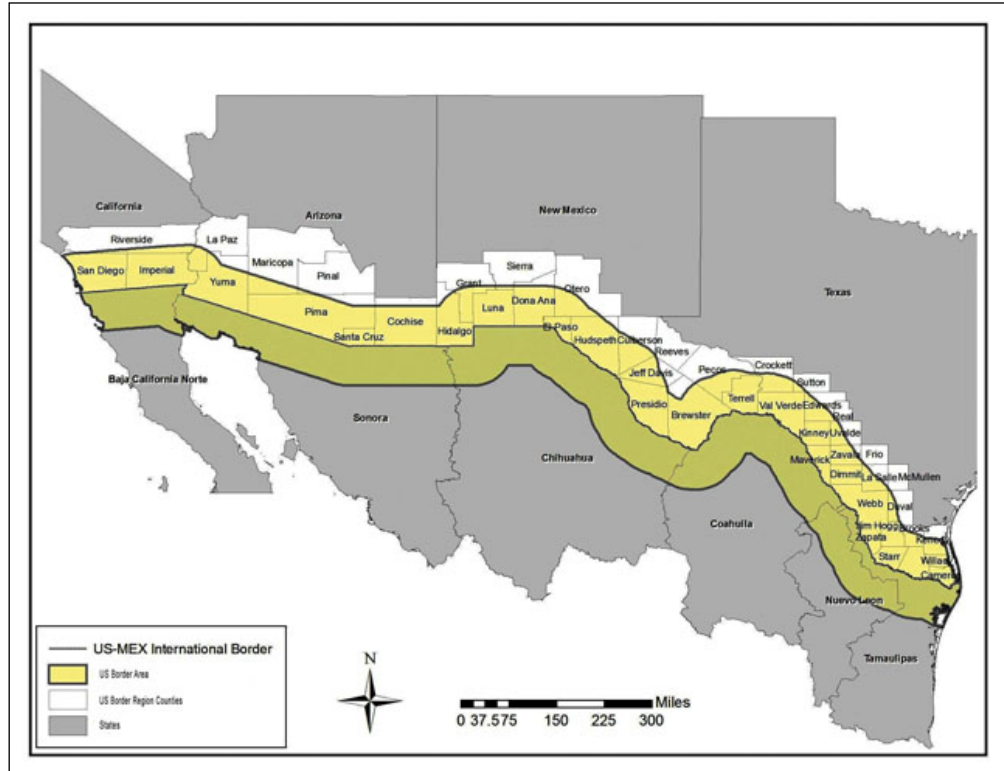 California
Arizona
New Mexico
Texas
Riverside
La Paz
Maricopa
Pinal
San Diego
Imperial
Yuma
Pima
Santa Cruz
Cochise
Grant
Hidalgo
Luna
Sierra
Dona Ana
Otero
El Paso
Hudspeth
Culberson
Reeves
Jeff Davis
Pecos
Crockett
Presidio
Brewster
Terrell
Val Verde
Sutton
Edwards
Real
Kinney
Uvalde
Maverick
Zavala
Frio
Dimmit
La Salle
McMullen
Webb
Duval
Jim Hogg
Brooks
Zapata
Kenedy
Starr
Baja California Norte
Sonora
Chihuahua
Coahuila
Nuevo Leon
Tamaulipas
US-MEX International Border
US Border Area
US Border Region Counties
States
N
Miles
0 37.575 150 225 300